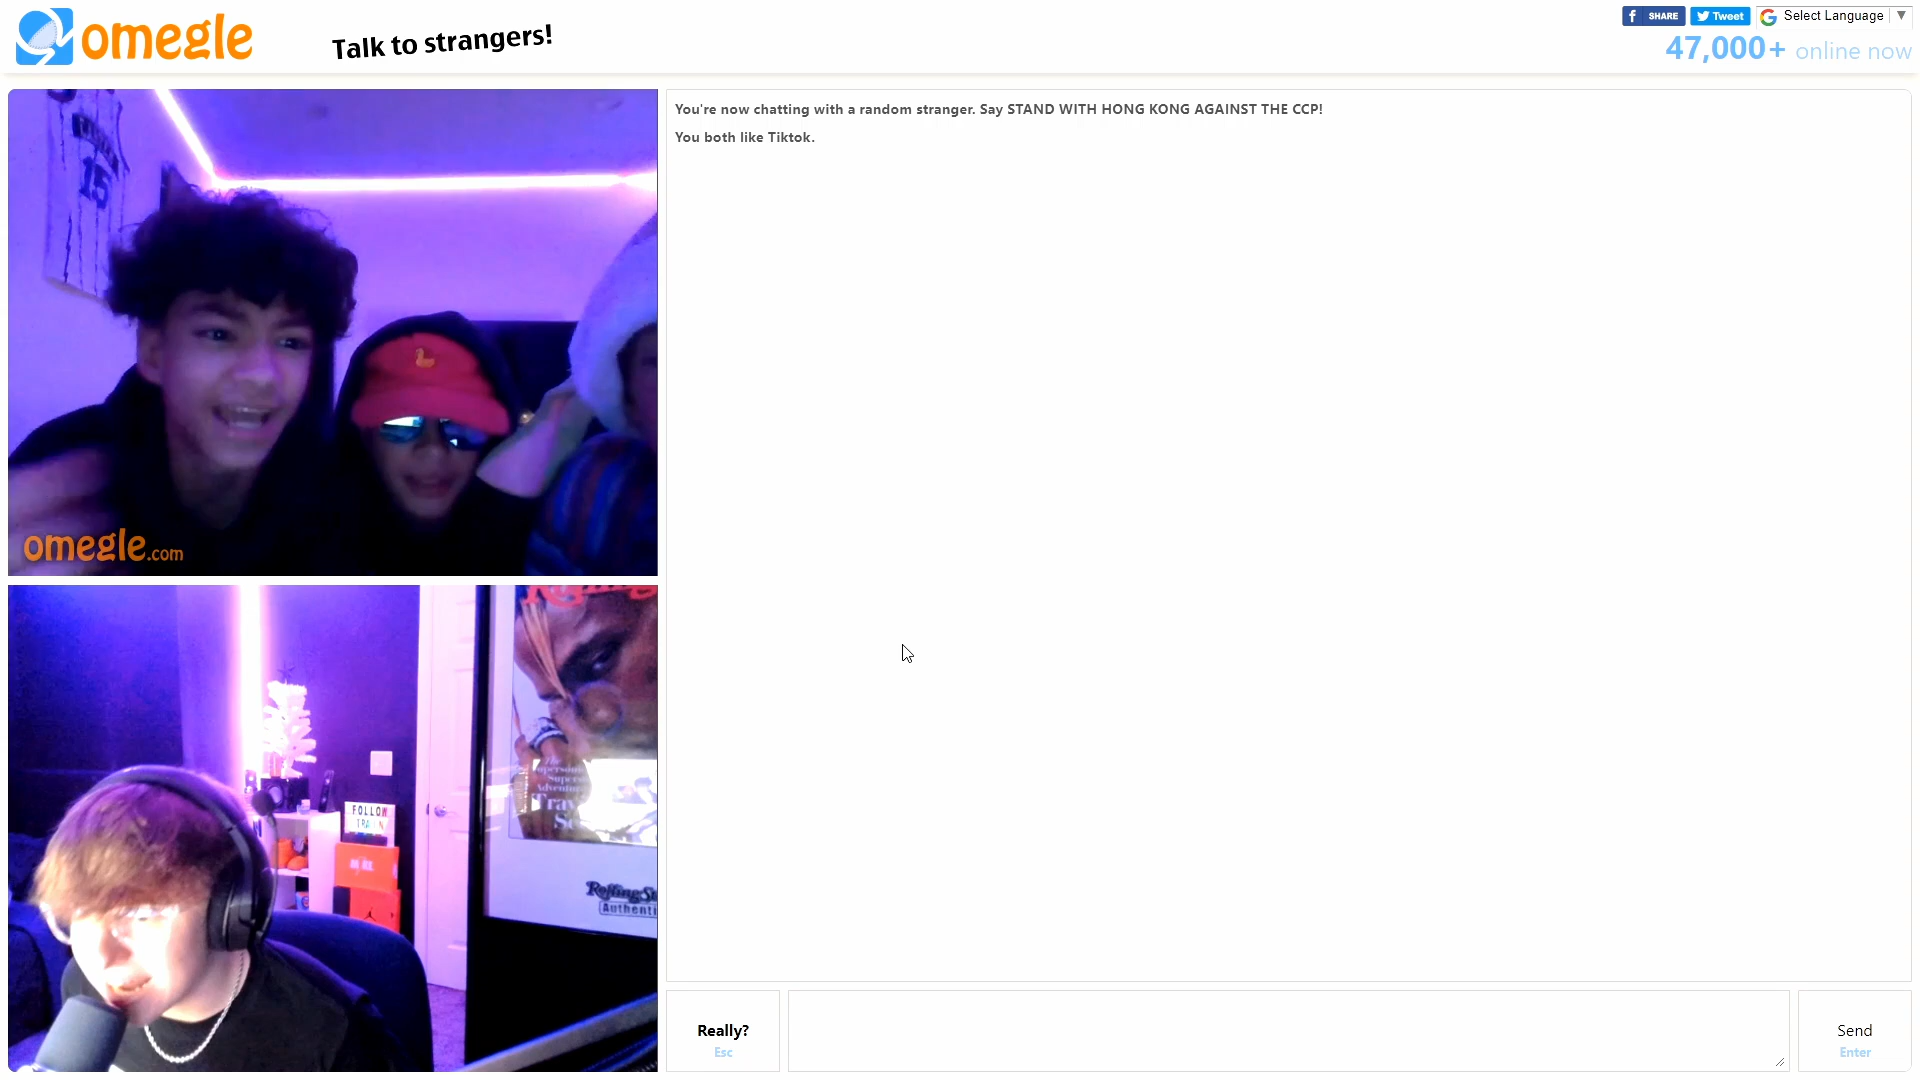 omegle
Talk to strangers!
SHARE
Tweet
Select Language
47,000+ online now
You're now chatting with a random stranger. Say STAND WITH HONG KONG AGAINST THE CCP!
You both like Tiktok.
15
omegle.com
FOLLOW
Really?
Esc
Send
Enter